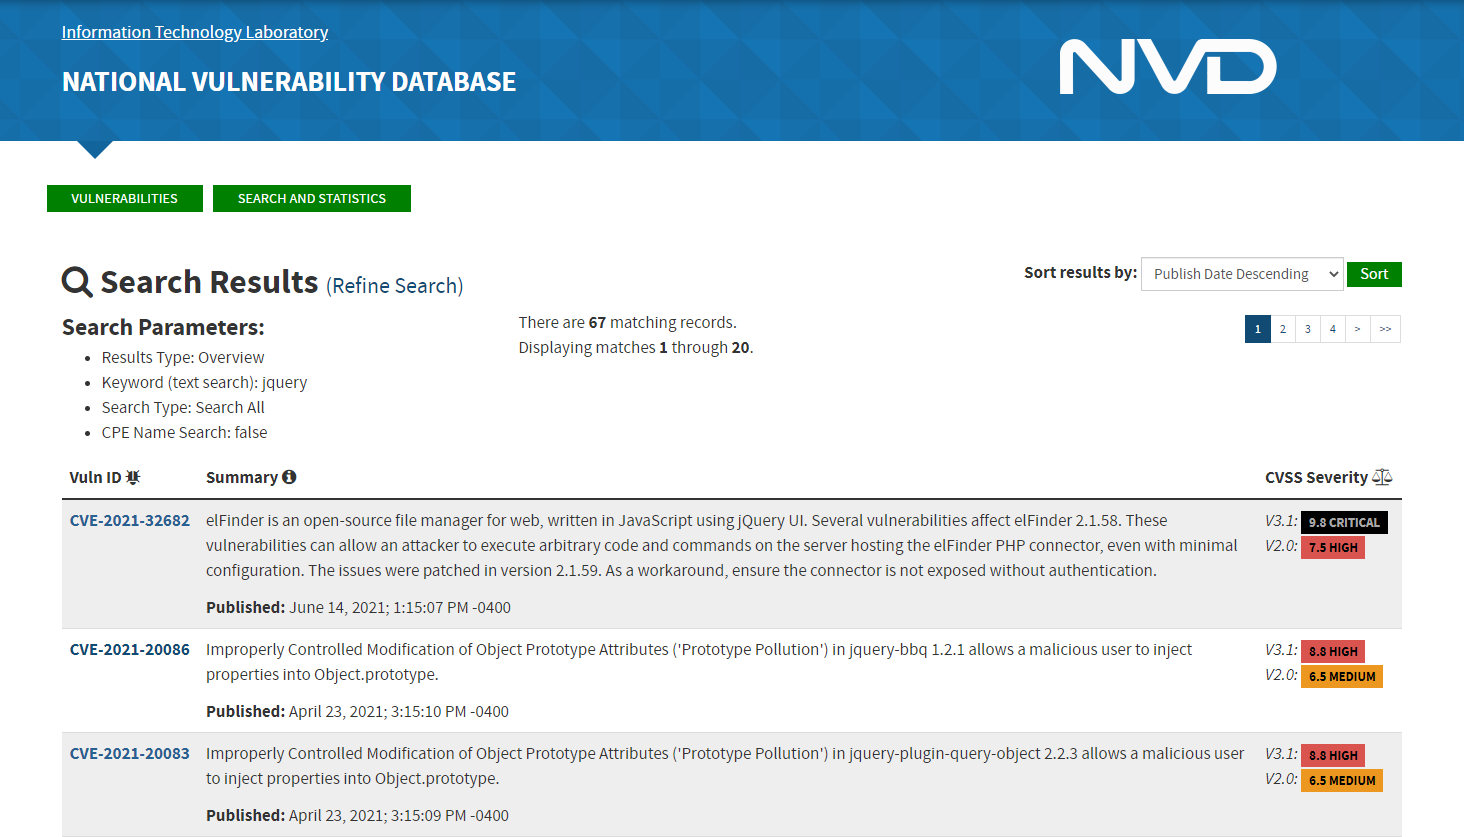 Information Technology Laboratory
NATIONAL VULNERABILITY DATABASE
NVD
VULNERABILITIES
SEARCH AND STATISTICS
Search Results (Refine Search)
Sort results by: Publish Date Descending Sort
Search Parameters:
• Results Type: Overview
• Keyword (text search): jquery
• Search Type: Search All
• CPE Name Search: false
There are 67 matching records.
Displaying matches 1 through 20.
1 2 3 4 > >>
Vuln ID Summary CVSS Severity
CVE-2021-32682
elFinder is an open-source file manager for web, written in JavaScript using jQuery UI. Several vulnerabilities affect elFinder 2.1.58. These
vulnerabilities can allow an attacker to execute arbitrary code and commands on the server hosting the elFinder PHP connector, even with minimal
configuration. The issues were patched in version 2.1.59. As a workaround, ensure the connector is not exposed without authentication.
Published: June 14, 2021; 1:15:07 PM -0400
V3.1: 9.8 CRITICAL
V2.0: 7.5 HIGH
CVE-2021-20086
Improperly Controlled Modification of Object Prototype Attributes ('Prototype Pollution') in jquery-bbq 1.2.1 allows a malicious user to inject
properties into Object.prototype.
Published: April 23, 2021; 3:15:10 PM -0400
V3.1: 8.8 HIGH
V2.0: 6.5 MEDIUM
CVE-2021-20083
Improperly Controlled Modification of Object Prototype Attributes ('Prototype Pollution') in jquery-plugin-query-object 2.2.3 allows a malicious user
to inject properties into Object.prototype.
Published: April 23, 2021; 3:15:09 PM -0400
V3.1: 8.8 HIGH
V2.0: 6.5 MEDIUM